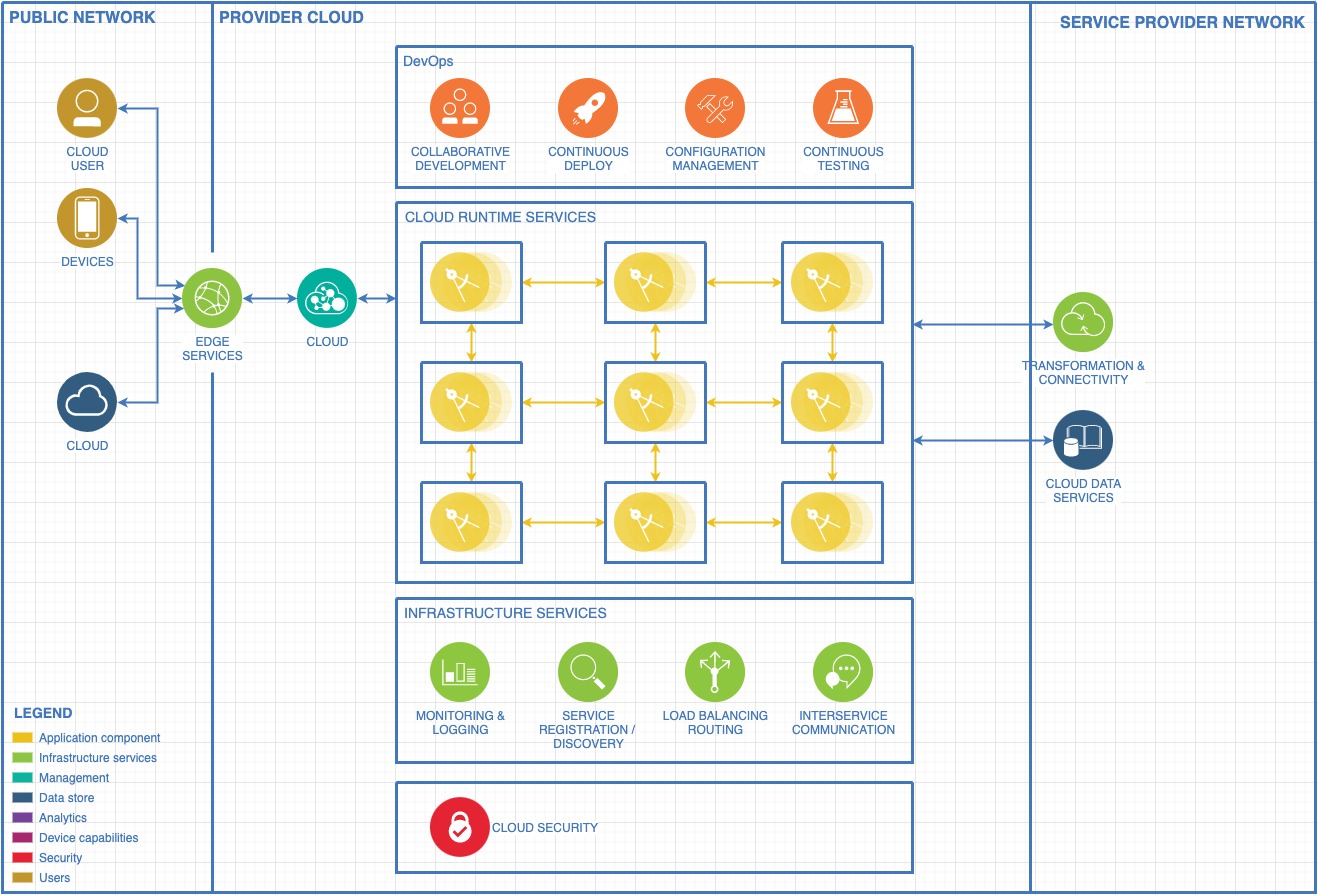 PUBLIC NETWORK
PROVIDER CLOUD
SERVICE PROVIDER NETWORK
CLOUD
USER
DEVICES
EDGE
SERVICES
CLOUD
CLOUD
DevOps
COLLABORATIVE
DEVELOPMENT
CONTINUOUS
DEPLOY
CONFIGURATION
MANAGEMENT
CONTINUOUS
TESTING
CLOUD RUNTIME SERVICES
TRANSFORMATION &
CONNECTIVITY
CLOUD DATA
SERVICES
INFRASTRUCTURE SERVICES
MONITORING &
LOGGING
SERVICE
REGISTRATION /
DISCOVERY
LOAD BALANCING
ROUTING
INTERSERVICE
COMMUNICATION
CLOUD SECURITY
LEGEND
Application component
Infrastructure services
Management
Data store
Analytics
Device capabilities
Security
Users